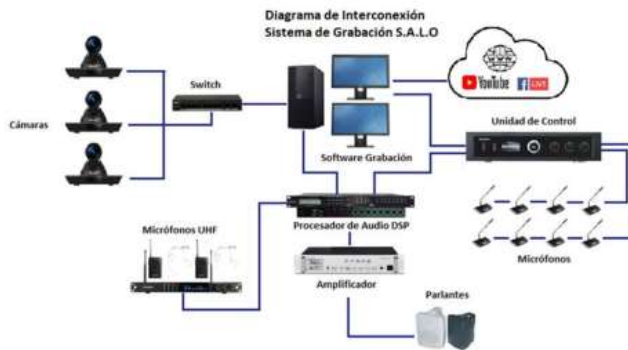 Diagrama de Interconexión
Sistema de Grabación S.A.L.O
WWW
YouTube
f LIVE
Switch
Cámaras
Unidad de Control
Software Grabación
Micrófonos UHF
Procesador de Audio DSP
Micrófonos
Amplificador
Parlantes